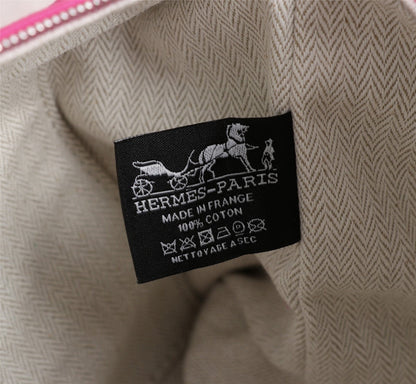 HERMES-PARIS
MADE IN FRANCE
100% COTON
NETTOYAGE A SEC